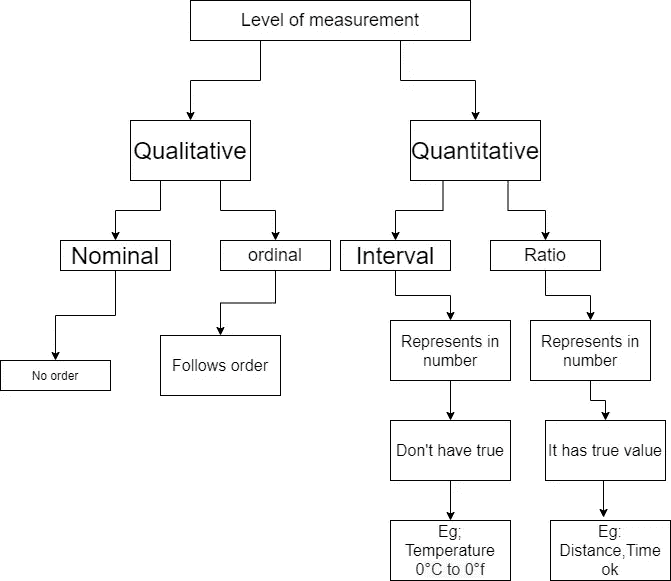 Level of measurement
Qualitative
Quantitative
Nominal
ordinal
Interval
Ratio
No order
Follows order
Represents in
number
Represents in
number
Don't have true
It has true value
Eg;
Temperature
0°C to 0°f
Eg:
Distance,Time
ok